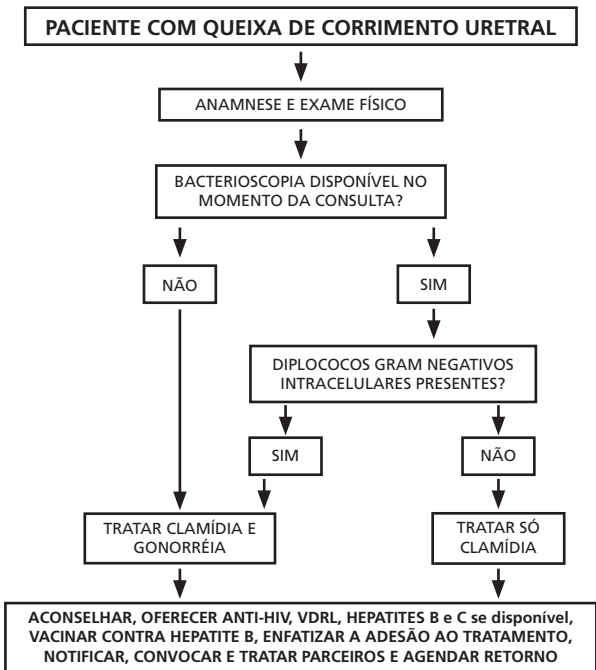 PACIENTE COM QUEIXA DE CORRIMENTO URETRAL
ANAMNESE E EXAME FÍSICO
BACTERIOSCOPIA DISPONÍVEL NO
MOMENTO DA CONSULTA?
NÃO
SIM
DIPLOCOCOS GRAM NEGATIVOS
INTRACELULARES PRESENTES?
SIM
NÃO
TRATAR CLAMÍDIA E
GONORRÉIA
TRATAR SÓ
CLAMÍDIA
ACONSELHAR, OFERECER ANTI-HIV, VDRL, HEPATITES B e C se disponível,
VACINAR CONTRA HEPATITE B, ENFATIZAR A ADESÃO AO TRATAMENTO,
NOTIFICAR, CONVOCAR E TRATAR PARCEIROS E AGENDAR RETORNO